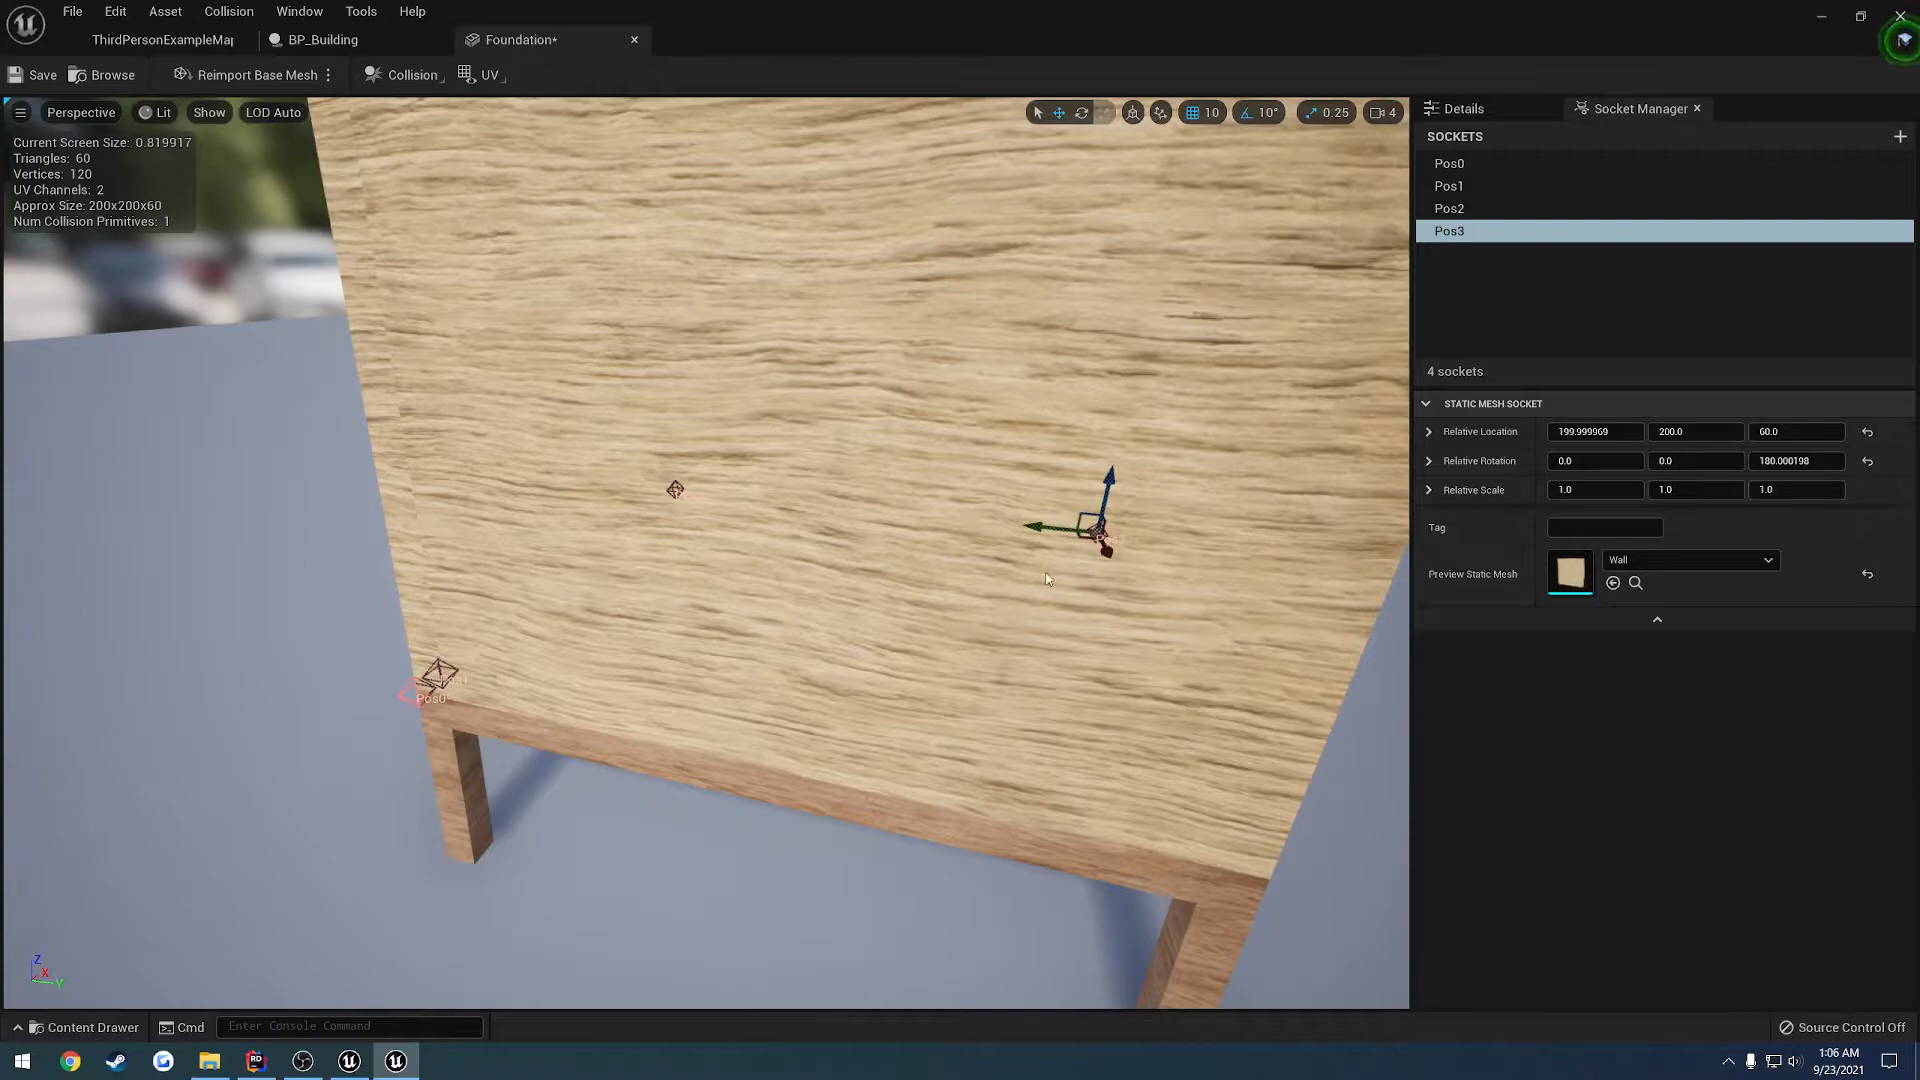 File Edit Asset Collision Window Tools Help
ThirdPersonExampleMap BP_Building Foundation*
Save Browse Reimport Base Mesh Collision UV
Perspective Lit Show LOD Auto 10 10° 0.25 4
Current Screen Size: 0.819917
Triangles: 60
Vertices: 120
UV Channels: 2
Approx Size: 200x200x60
Num Collision Primitives: 1
Pos0
Z
X
Y
Details Socket Manager
SOCKETS
Pos0
Pos1
Pos2
Pos3
4 sockets
STATIC MESH SOCKET
Relative Location 199.999969 200.0 60.0
Relative Rotation 0.0 0.0 180.000198
Relative Scale 1.0 1.0 1.0
Tag
Preview Static Mesh Wall
Content Drawer Cmd Enter Console Command Source Control Off
RD
1:06 AM
9/23/2021